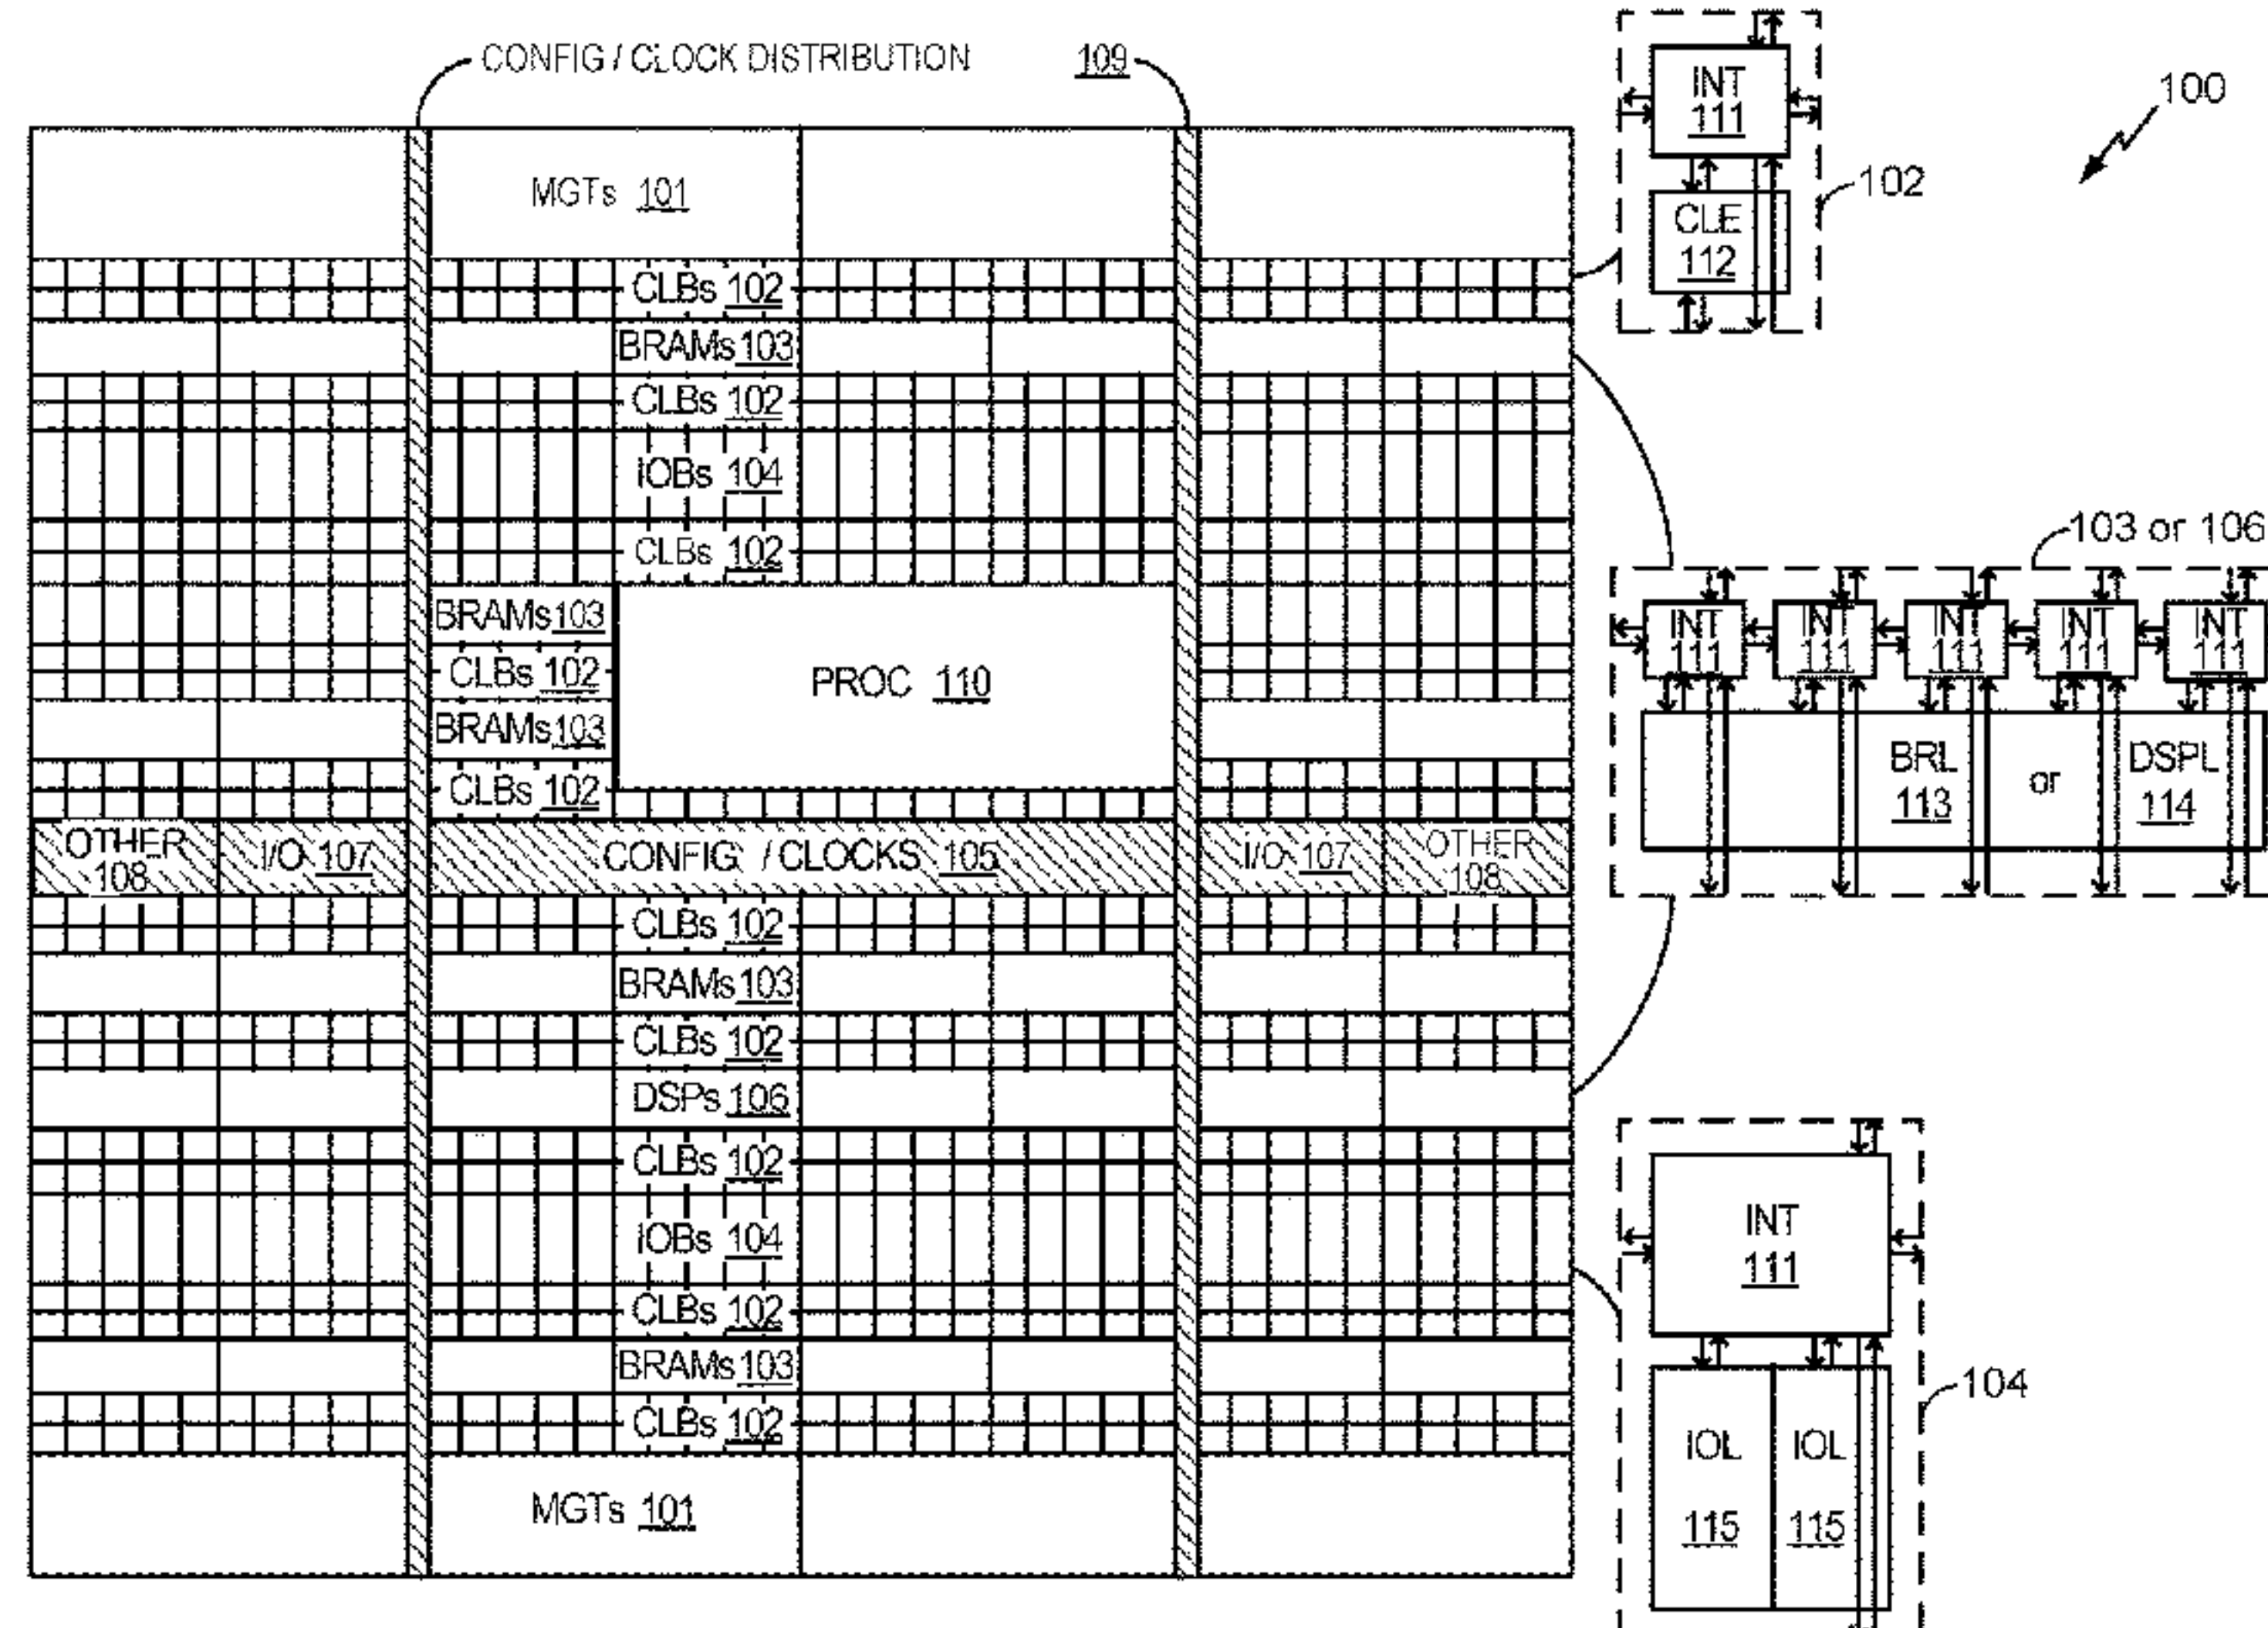 CONFIG / CLOCK DISTRIBUTION 109
100
MGTs 101
CLBs 102
BRAMs 103
CLBs 102
IOBs 104
CLBs 102
BRAMs 103
CLBs 102
BRAMs 103
CLBs 102
PROC 110
OTHER 108
I/O 107
CONFIG / CLOCKS 105
I/O 107
OTHER 108
CLBs 102
BRAMs 103
CLBs 102
DSPs 106
CLBs 102
IOBs 104
CLBs 102
BRAMs 103
CLBs 102
MGTs 101
INT
111
CLE
112
102
103 or 106
INT
111
INT
111
INT
111
INT
111
INT
111
BRL
113
or
DSPL
114
INT
111
IOL
115
IOL
115
104